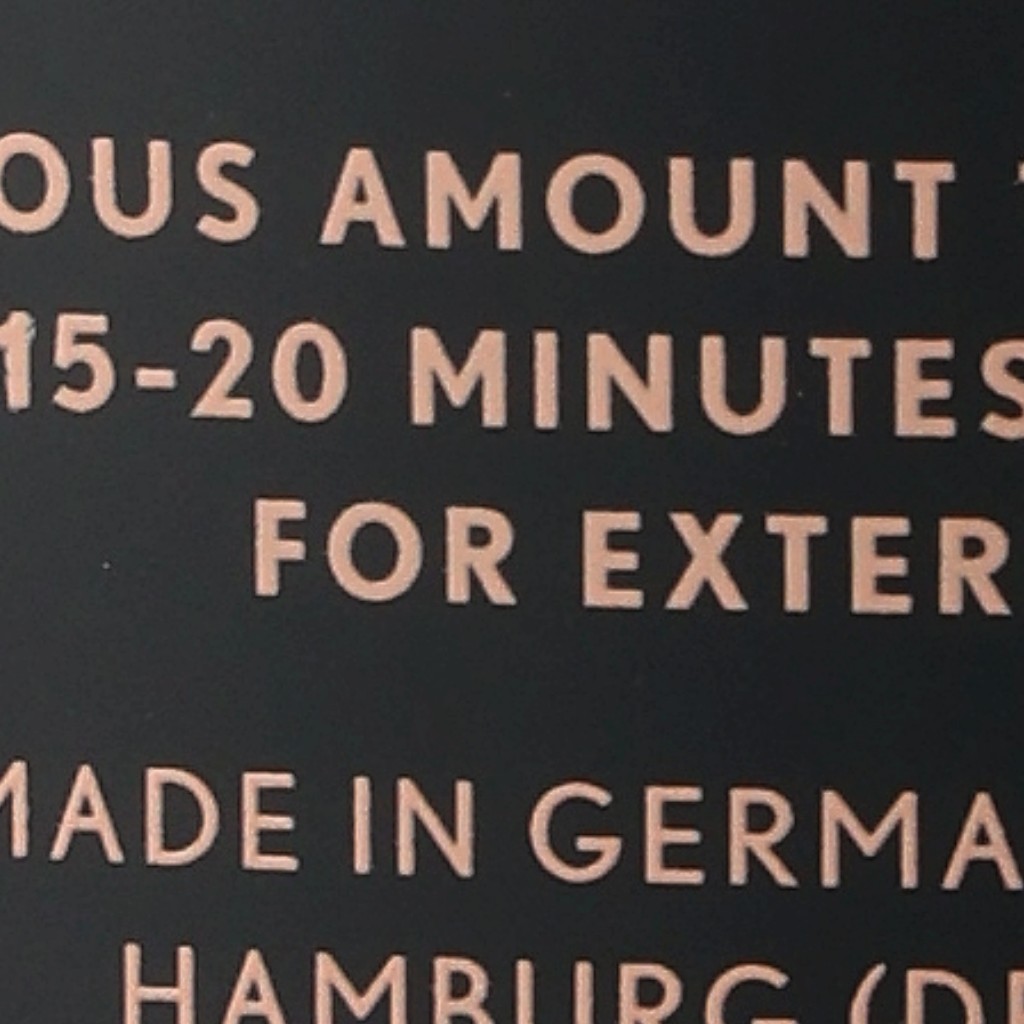 OUS AMOUNT
15-20 MINUTES
FOR EXTER
MADE IN GERMA
HAMBURG (D